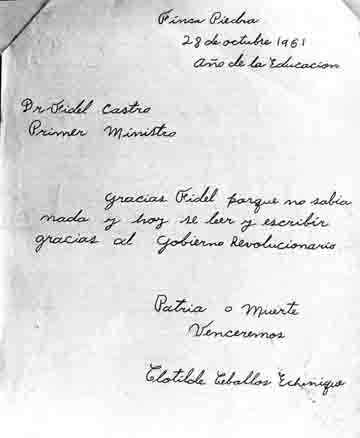 Finsa Piedra
28 de octubre 1961
Año de la Educacion
Dr Fidel Castro
Primer Ministro
Gracias Fidel porque no sabia
nada y hoy se leer y escribir
gracias al Gobierno Revolucionario
Patria o Muerte
Venceremos
Clotilde Ceballos Echenique